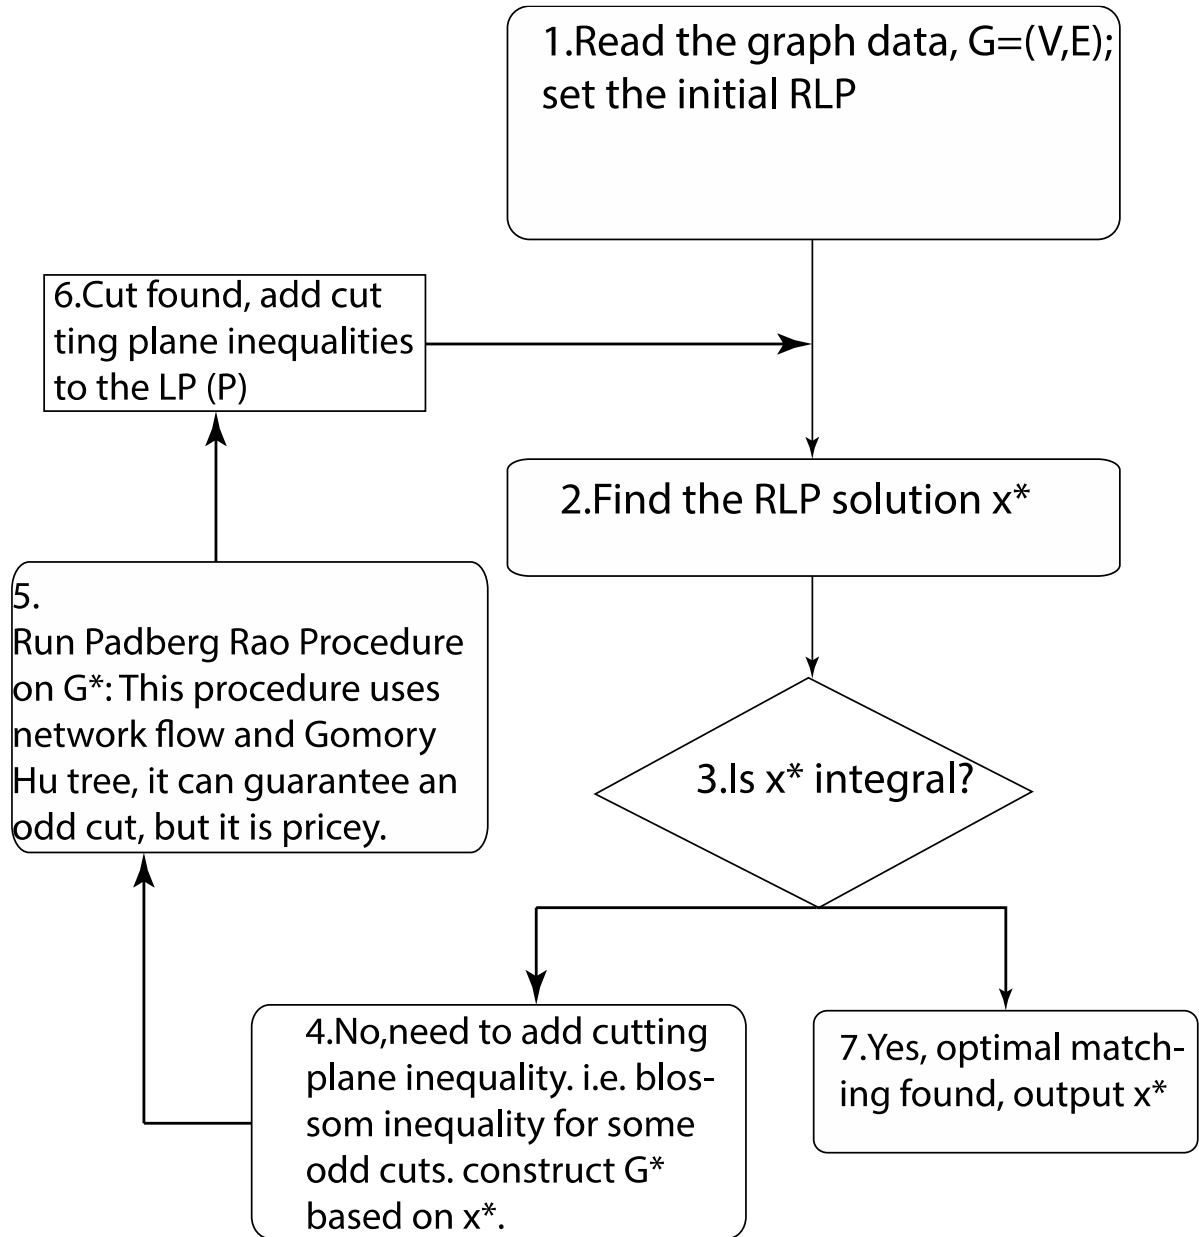 1.Read the graph data, G=(V,E);
set the initial RLP
6.Cut found, add cut
ting plane inequalities
to the LP (P)
2.Find the RLP solution x*
5.
Run Padberg Rao Procedure
on G*: This procedure uses
network flow and Gomory
Hu tree, it can guarantee an
odd cut, but it is pricey.
3.Is x* integral?
4.No,need to add cutting
plane inequality. i.e. blos-
som inequality for some
odd cuts. construct G*
based on x*.
7.Yes, optimal match-
ing found, output x*